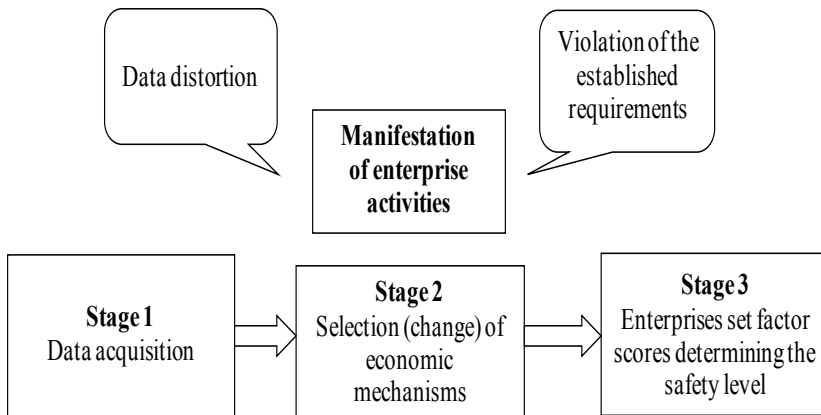 Data distortion
Violation of the
established
requirements
Manifestation
of enterprise
activities
Stage 1
Data acquisition
Stage 2
Selection (change) of
economic
mechanisms
Stage 3
Enterprises set factor
scores determining the
safety level